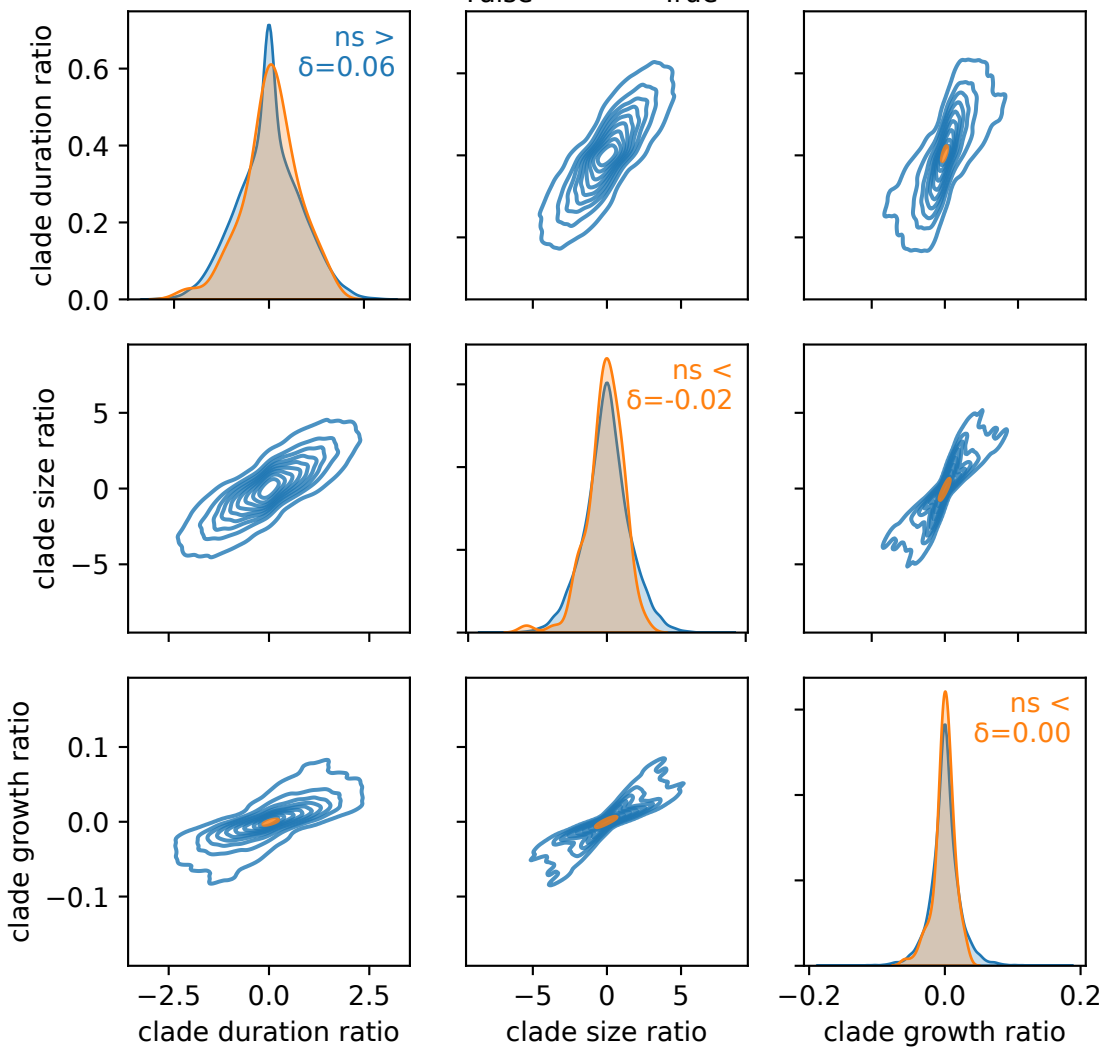 ns >
δ=0.06
clade duration ratio
0.6
0.4
0.2
0.0
ns <
δ=-0.02
clade size ratio
5
0
−5
ns <
δ=0.00
clade growth ratio
0.1
0.0
−0.1
−2.5 0.0 2.5 −5 0 5 −0.2 0.0 0.2
clade duration ratio clade size ratio clade growth ratio